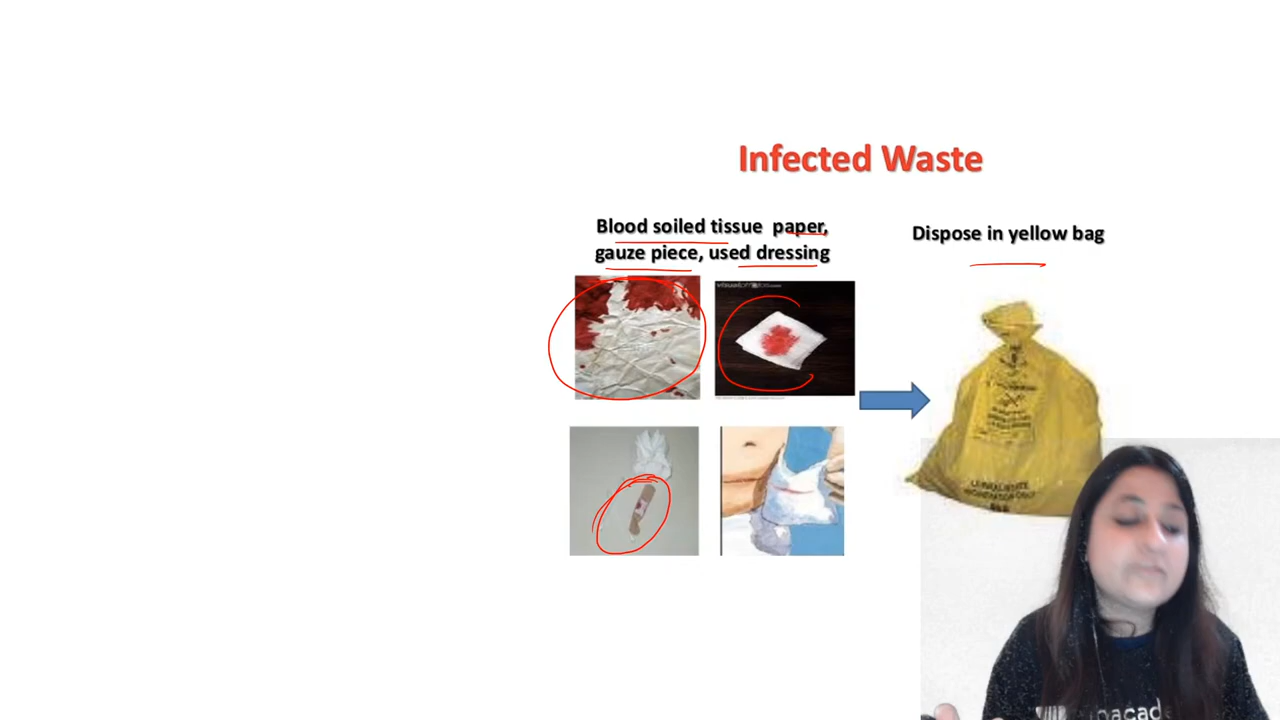 Infected Waste
Blood soiled tissue paper,
gauze piece, used dressing
Dispose in yellow bag